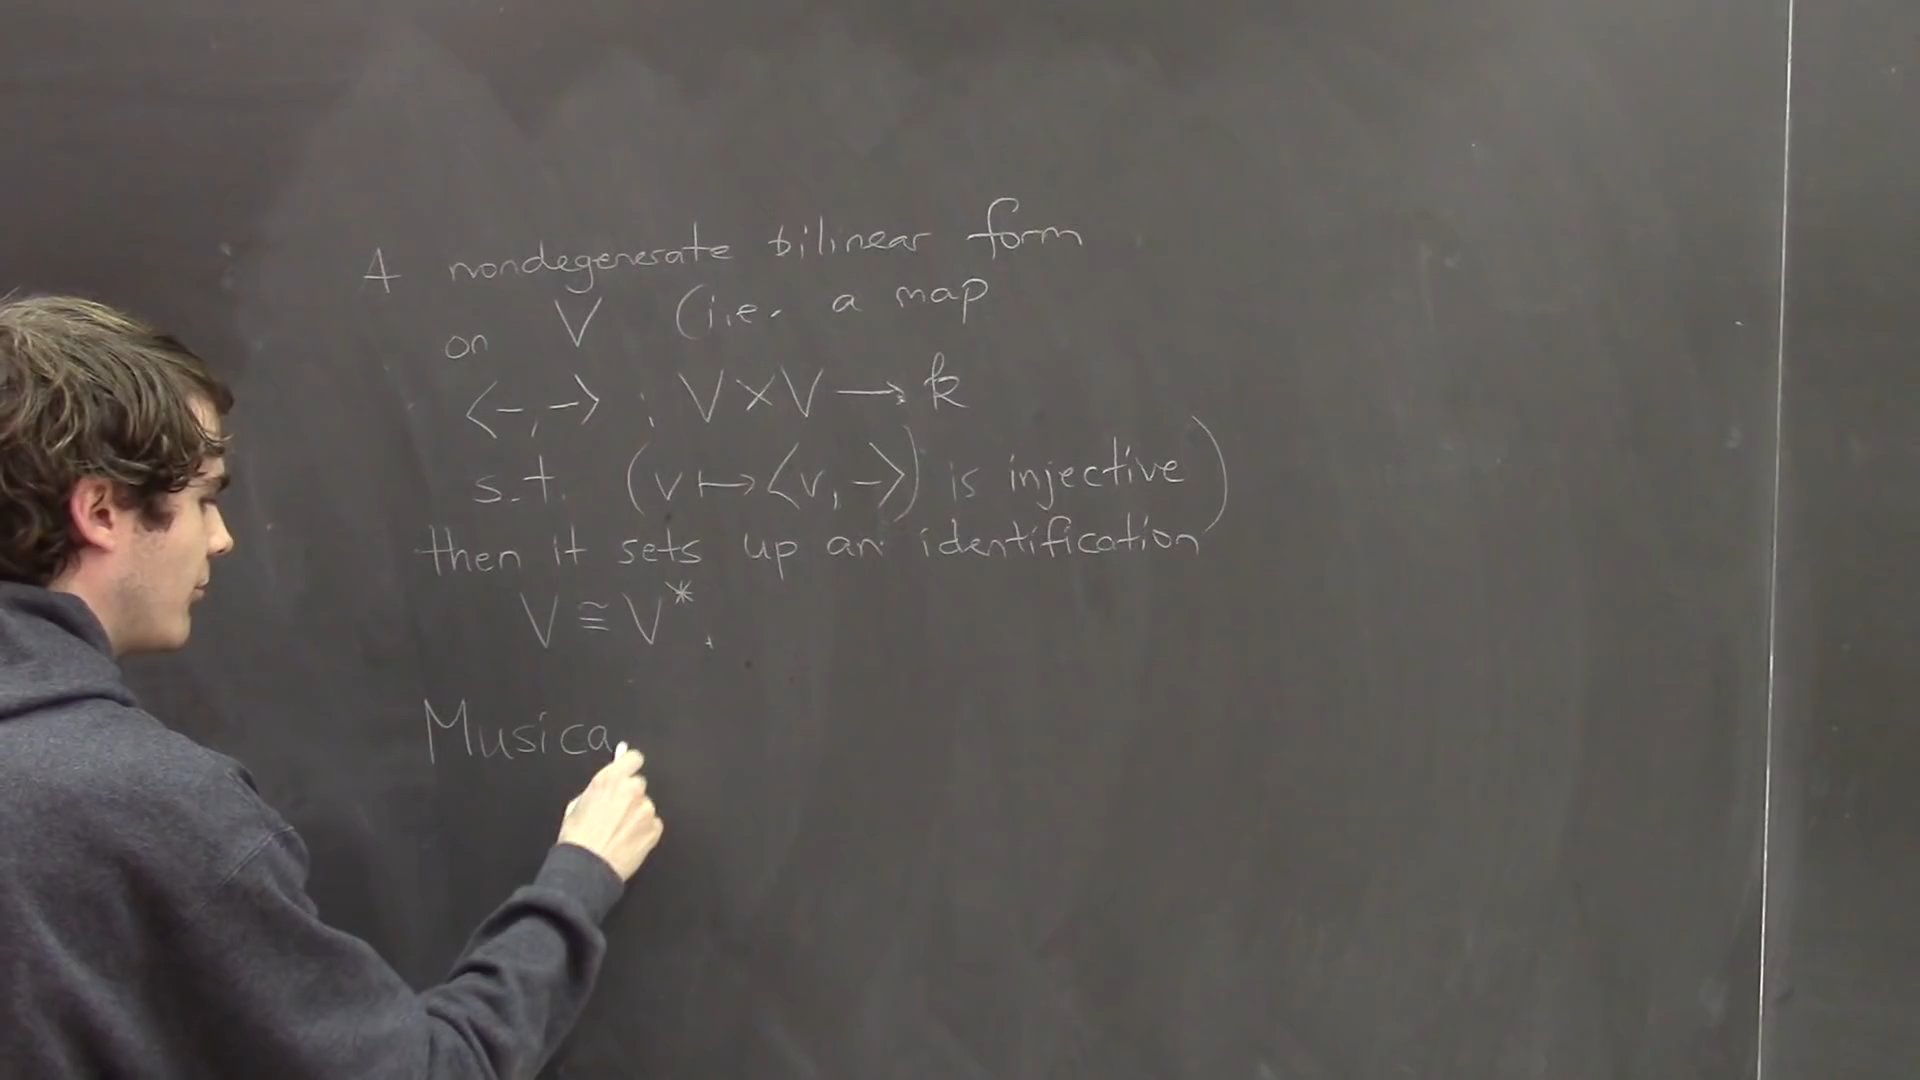 A nondegenerate bilinear form
on V (i.e. a map
<-,-> : V×V → k
s.t. (v ↦ <v, ->) is injective)
then it sets up an identification
V ≅ V*.
Musica